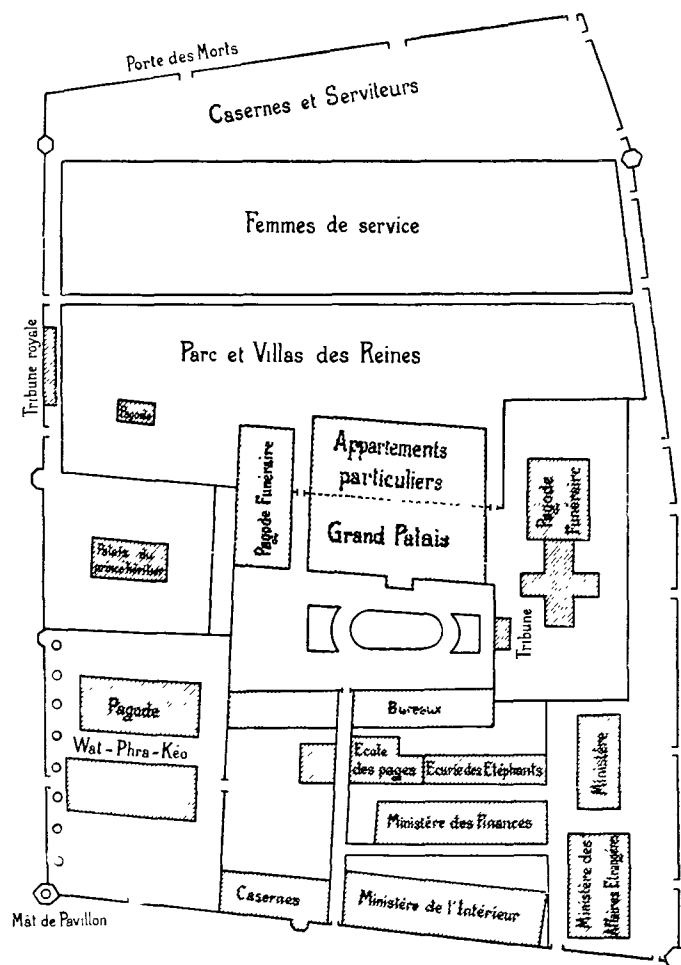 Porte des Morts
Casernes et Serviteurs
Femmes de service
Tribune royale
Parc et Villas des Reines
Pagode
Pagode du Funéraire
Appartements
particuliers
Grand Palais
Pagode du
Funéraire
Palais du
prince héritier
Tribune
Pagode
Wat-Phra-Kéo
Bureaux
Ecole
des pages
Ecurie des Eléphants
Ministère
Ministère des Finances
Ministère des
Affaires Etrangères
Casernes
Ministère de l'Intérieur
Mât de Pavillon